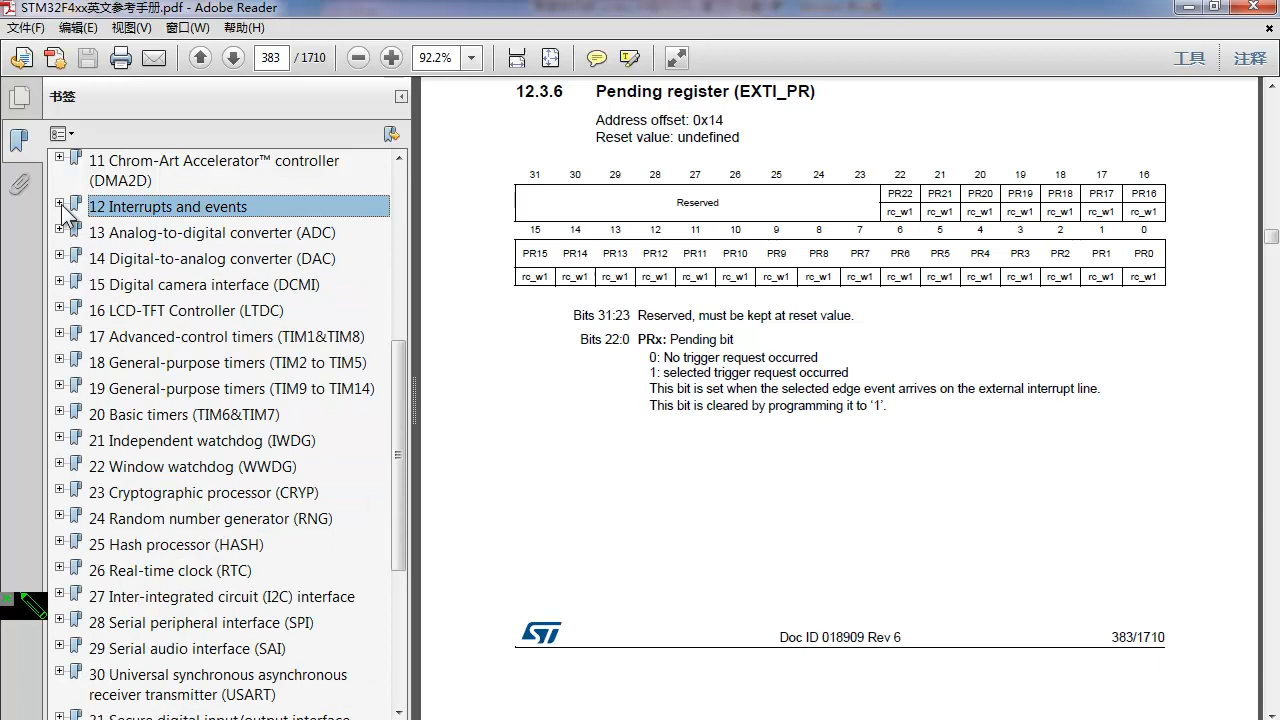 STM32F4xx英文参考手册.pdf - Adobe Reader
文件(F) 编辑(E) 视图(V) 窗口(W) 帮助(H)
383 / 1710 92.2% 工具 注释
书签
11 Chrom-Art Accelerator™ controller
(DMA2D)
12 Interrupts and events
13 Analog-to-digital converter (ADC)
14 Digital-to-analog converter (DAC)
15 Digital camera interface (DCMI)
16 LCD-TFT Controller (LTDC)
17 Advanced-control timers (TIM1&TIM8)
18 General-purpose timers (TIM2 to TIM5)
19 General-purpose timers (TIM9 to TIM14)
20 Basic timers (TIM6&TIM7)
21 Independent watchdog (IWDG)
22 Window watchdog (WWDG)
23 Cryptographic processor (CRYP)
24 Random number generator (RNG)
25 Hash processor (HASH)
26 Real-time clock (RTC)
27 Inter-integrated circuit (I2C) interface
28 Serial peripheral interface (SPI)
29 Serial audio interface (SAI)
30 Universal synchronous asynchronous
receiver transmitter (USART)
31 Secure digital input/output interface
12.3.6 Pending register (EXTI_PR)
Address offset: 0x14
Reset value: undefined
31 30 29 28 27 26 25 24 23 22 21 20 19 18 17 16
Reserved PR22 PR21 PR20 PR19 PR18 PR17 PR16
rc_w1 rc_w1 rc_w1 rc_w1 rc_w1 rc_w1 rc_w1
15 14 13 12 11 10 9 8 7 6 5 4 3 2 1 0
PR15 PR14 PR13 PR12 PR11 PR10 PR9 PR8 PR7 PR6 PR5 PR4 PR3 PR2 PR1 PR0
rc_w1 rc_w1 rc_w1 rc_w1 rc_w1 rc_w1 rc_w1 rc_w1 rc_w1 rc_w1 rc_w1 rc_w1 rc_w1 rc_w1 rc_w1 rc_w1
Bits 31:23 Reserved, must be kept at reset value.
Bits 22:0 PRx: Pending bit
0: No trigger request occurred
1: selected trigger request occurred
This bit is set when the selected edge event arrives on the external interrupt line.
This bit is cleared by programming it to ‘1’.
ST Doc ID 018909 Rev 6 383/1710